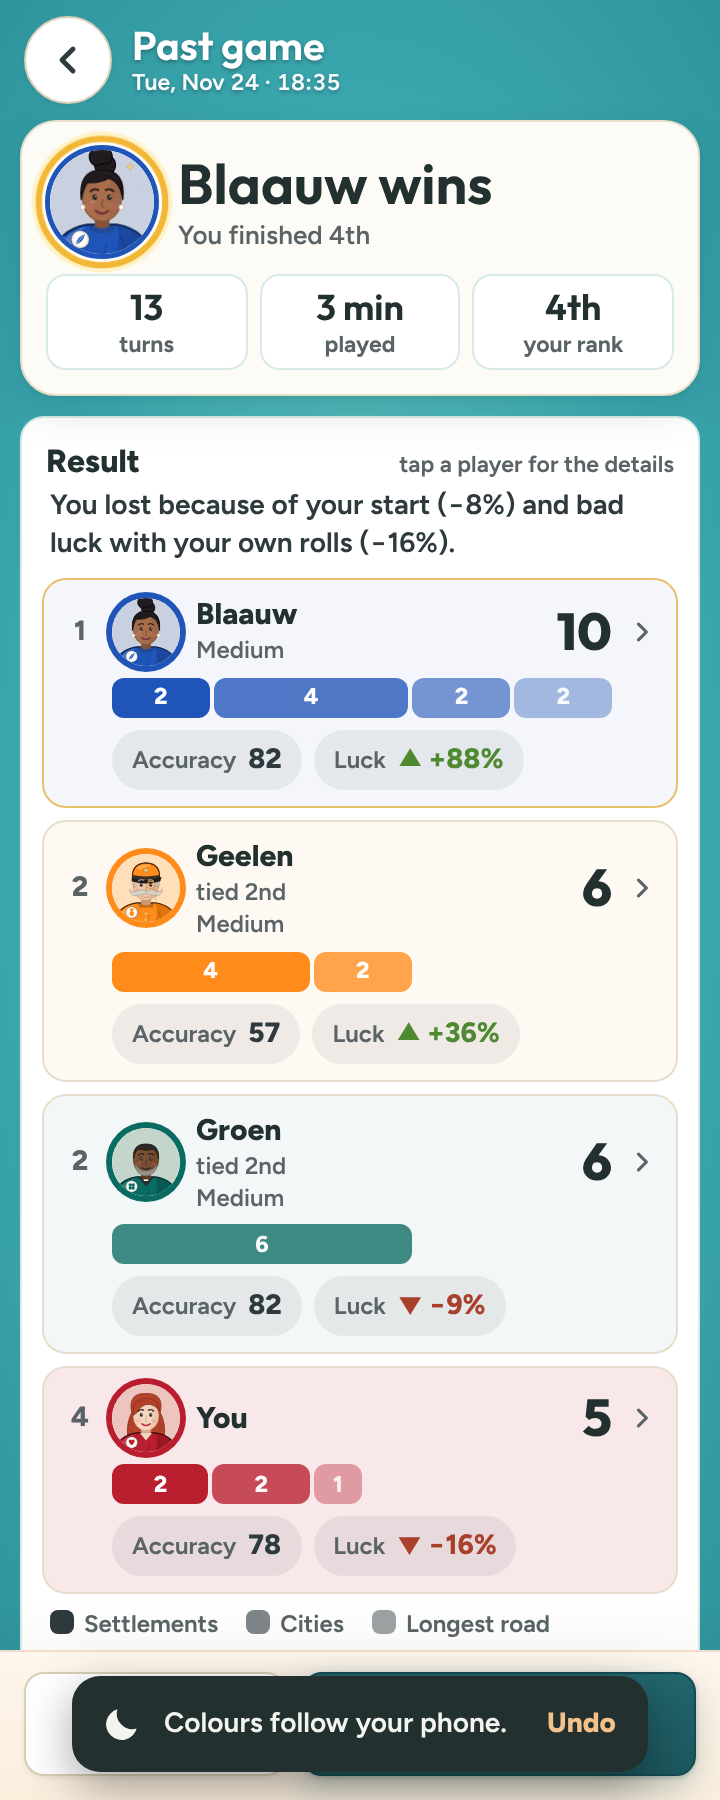 Past game
Tue, Nov 24 · 18:35
Blaauw wins
You finished 4th
13
turns
3 min
played
4th
your rank
Result
tap a player for the details
You lost because of your start (−8%) and bad
luck with your own rolls (−16%).
1
Blaauw
Medium
10
2 4 2 2
Accuracy 82
Luck ▲ +88%
2
Geelen
tied 2nd
Medium
6
4 2
Accuracy 57
Luck ▲ +36%
2
Groen
tied 2nd
Medium
6
6
Accuracy 82
Luck ▼ −9%
4
You
5
2 2 1
Accuracy 78
Luck ▼ −16%
Settlements Cities Longest road
Colours follow your phone. Undo